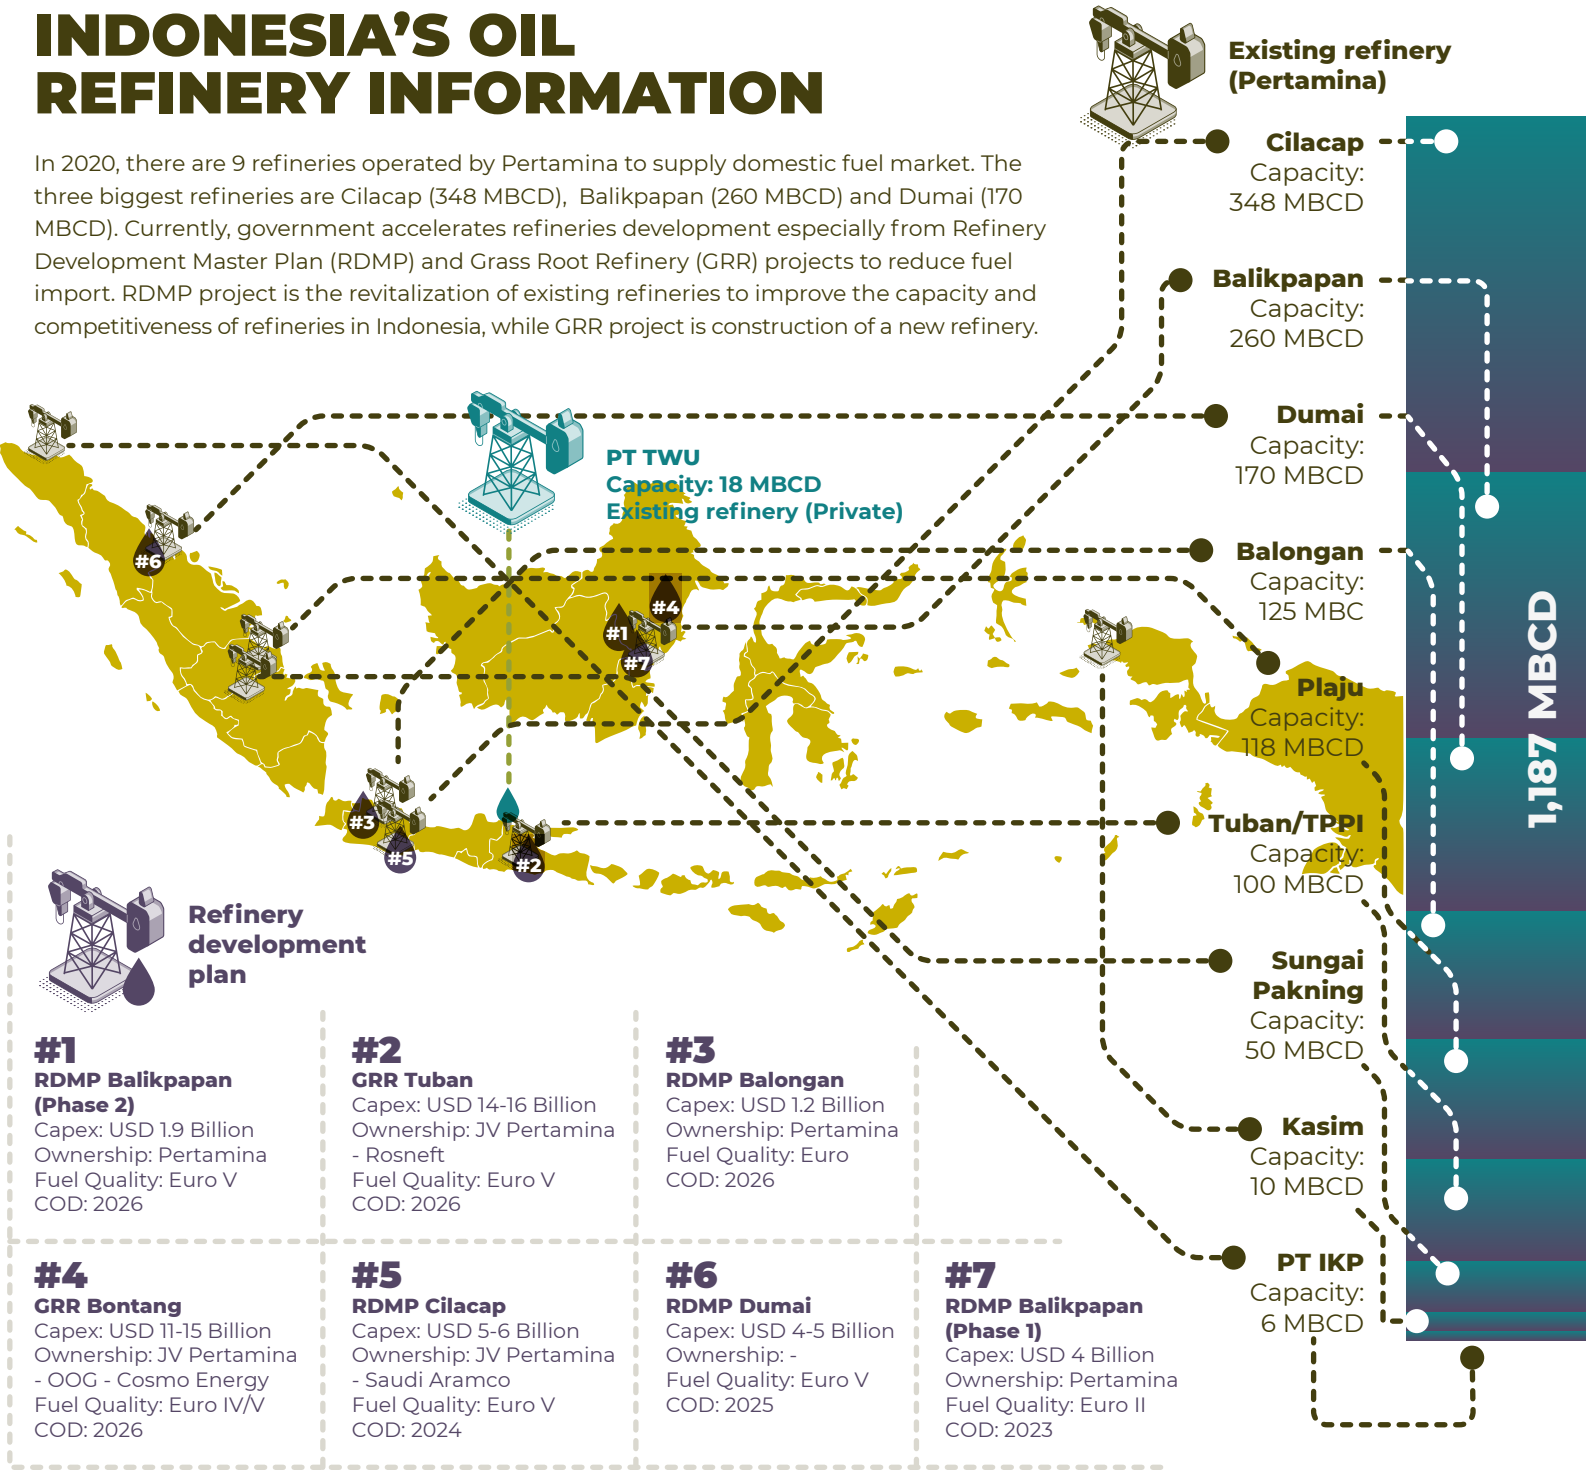 INDONESIA'S OIL
REFINERY INFORMATION
In 2020, there are 9 refineries operated by Pertamina to supply domestic fuel market. The
three biggest refineries are Cilacap (348 MBCD), Balikpapan (260 MBCD) and Dumai (170
MBCD). Currently, government accelerates refineries development especially from Refinery
Development Master Plan (RDMP) and Grass Root Refinery (GRR) projects to reduce fuel
import. RDMP project is the revitalization of existing refineries to improve the capacity and
competitiveness of refineries in Indonesia, while GRR project is construction of a new refinery.
Existing refinery
(Pertamina)
Cilacap
Capacity:
348 MBCD
Balikpapan
Capacity:
260 MBCD
Dumai
Capacity:
170 MBCD
Balongan
Capacity:
125 MBC
Plaju
Capacity:
118 MBCD
Tuban/TPPI
Capacity:
100 MBCD
Sungai
Pakning
Capacity:
50 MBCD
Kasim
Capacity:
10 MBCD
PT IKP
Capacity:
6 MBCD
1,187 MBCD
PT TWU
Capacity: 18 MBCD
Existing refinery (Private)
#6
#4
#1
#7
#3
#5
#2
Refinery
development
plan
#1
RDMP Balikpapan
(Phase 2)
Capex: USD 1.9 Billion
Ownership: Pertamina
Fuel Quality: Euro V
COD: 2026
#2
GRR Tuban
Capex: USD 14-16 Billion
Ownership: JV Pertamina
- Rosneft
Fuel Quality: Euro V
COD: 2026
#3
RDMP Balongan
Capex: USD 1.2 Billion
Ownership: Pertamina
Fuel Quality: Euro
COD: 2026
#4
GRR Bontang
Capex: USD 11-15 Billion
Ownership: JV Pertamina
- OOG - Cosmo Energy
Fuel Quality: Euro IV/V
COD: 2026
#5
RDMP Cilacap
Capex: USD 5-6 Billion
Ownership: JV Pertamina
- Saudi Aramco
Fuel Quality: Euro V
COD: 2024
#6
RDMP Dumai
Capex: USD 4-5 Billion
Ownership: -
Fuel Quality: Euro V
COD: 2025
#7
RDMP Balikpapan
(Phase 1)
Capex: USD 4 Billion
Ownership: Pertamina
Fuel Quality: Euro II
COD: 2023